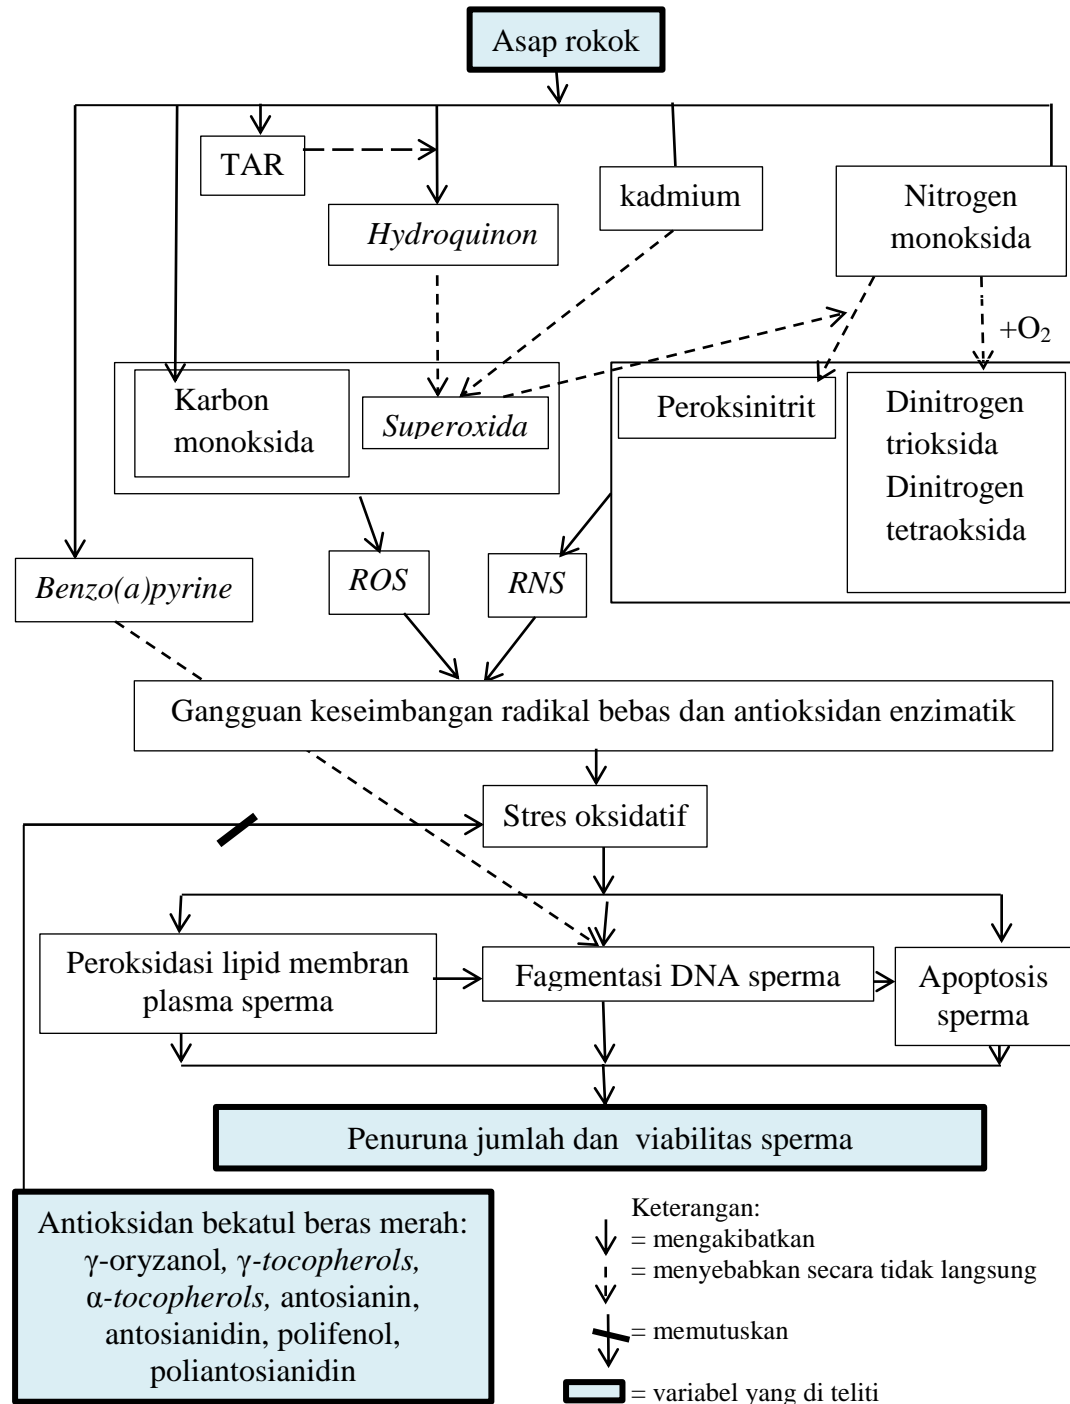 Asap rokok
TAR
kadmium
Nitrogen
monoksida
Hydroquinon
+O₂
Karbon
monoksida
Superoxida
Peroksinitrit
Dinitrogen
trioksida
Dinitrogen
tetraoksida
Benzo(a)pyrine
ROS
RNS
Gangguan keseimbangan radikal bebas dan antioksidan enzimatik
Stres oksidatif
Peroksidasi lipid membran
plasma sperma
Fagmentasi DNA sperma
Apoptosis
sperma
Penuruna jumlah dan viabilitas sperma
Antioksidan bekatul beras merah:
γ-oryzanol, γ-tocopherols,
α-tocopherols, antosianin,
antosianidin, polifenol,
poliantosianidin
Keterangan:
= mengakibatkan
= menyebabkan secara tidak langsung
= memutuskan
= variabel yang di teliti